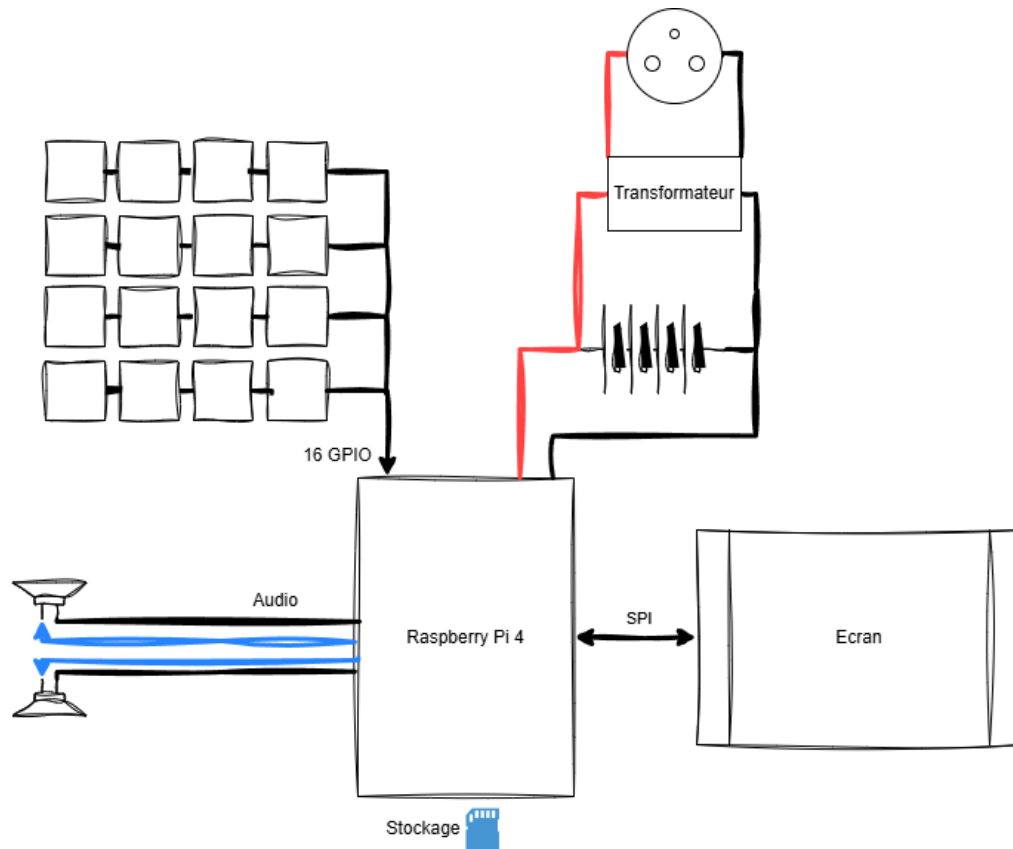 Transformateur
16 GPIO
Audio
Raspberry Pi 4
SPI
Ecran
Stockage